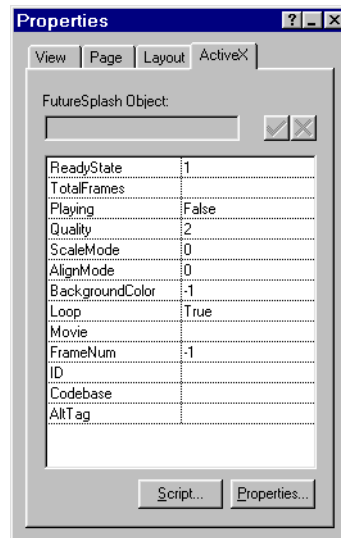 Properties
View Page Layout ActiveX
FutureSplash Object:
ReadyState 1
TotalFrames
Playing False
Quality 2
ScaleMode 0
AlignMode 0
BackgroundColor -1
Loop True
Movie
FrameNum -1
ID
Codebase
AltTag
Script... Properties...